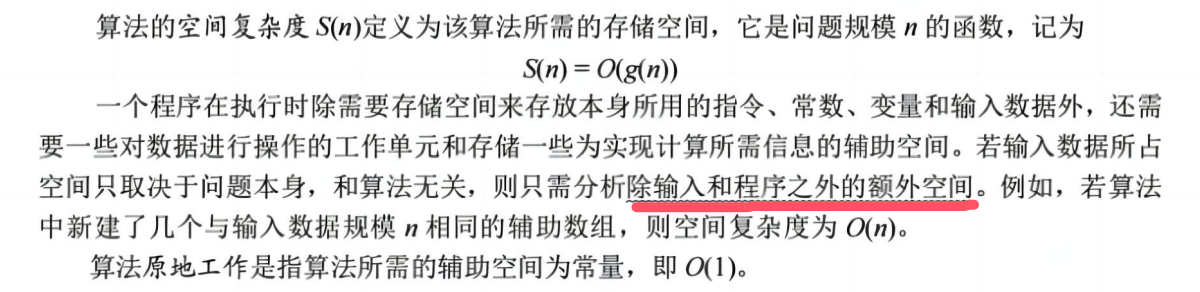 算法的空间复杂度 S(n)定义为该算法所需的存储空间，它是问题规模 n 的函数，记为
S(n) = O(g(n))
一个程序在执行时除需要存储空间来存放本身所用的指令、常数、变量和输入数据外，还需
要一些对数据进行操作的工作单元和存储一些为实现计算所需信息的辅助空间。若输入数据所占
空间只取决于问题本身，和算法无关，则只需分析除输入和程序之外的额外空间。例如，若算法
中新建了几个与输入数据规模 n 相同的辅助数组，则空间复杂度为 O(n)。
算法原地工作是指算法所需的辅助空间为常量，即 O(1)。